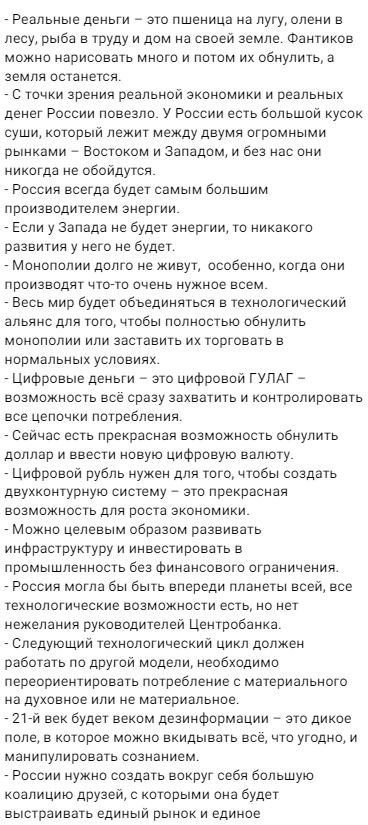 - Реальные деньги – это пшеница на лугу, олени в
лесу, рыба в труду и дом на своей земле. Фантиков
можно нарисовать много и потом их обнулить, а
земля останется.
- С точки зрения реальной экономики и реальных
денег России повезло. У России есть большой кусок
суши, который лежит между двумя огромными
рынками – Востоком и Западом, и без нас они
никогда не обойдутся.
- Россия всегда будет самым большим
производителем энергии.
- Если у Запада не будет энергии, то никакого
развития у него не будет.
- Монополии долго не живут,  особенно, когда они
производят что-то очень нужное всем.
- Весь мир будет объединяться в технологический
альянс для того, чтобы полностью обнулить
монополии или заставить их торговать в
нормальных условиях.
- Цифровые деньги – это цифровой ГУЛАГ –
возможность всё сразу захватить и контролировать
все цепочки потребления.
- Сейчас есть прекрасная возможность обнулить
доллар и ввести новую цифровую валюту.
- Цифровой рубль нужен для того, чтобы создать
двухконтурную систему – это прекрасная
возможность для роста экономики.
- Можно целевым образом развивать
инфраструктуру и инвестировать в
промышленность без финансового ограничения.
- Россия могла бы быть впереди планеты всей, все
технологические возможности есть, но нет
нежелания руководителей Центробанка.
- Следующий технологический цикл должен
работать по другой модели, необходимо
переориентировать потребление с материального
на духовное или не материальное.
- 21-й век будет веком дезинформации – это дикое
поле, в которое можно вкидывать всё, что угодно, и
манипулировать сознанием.
- России нужно создать вокруг себя большую
коалицию друзей, с которыми она будет
выстраивать единый рынок и единое